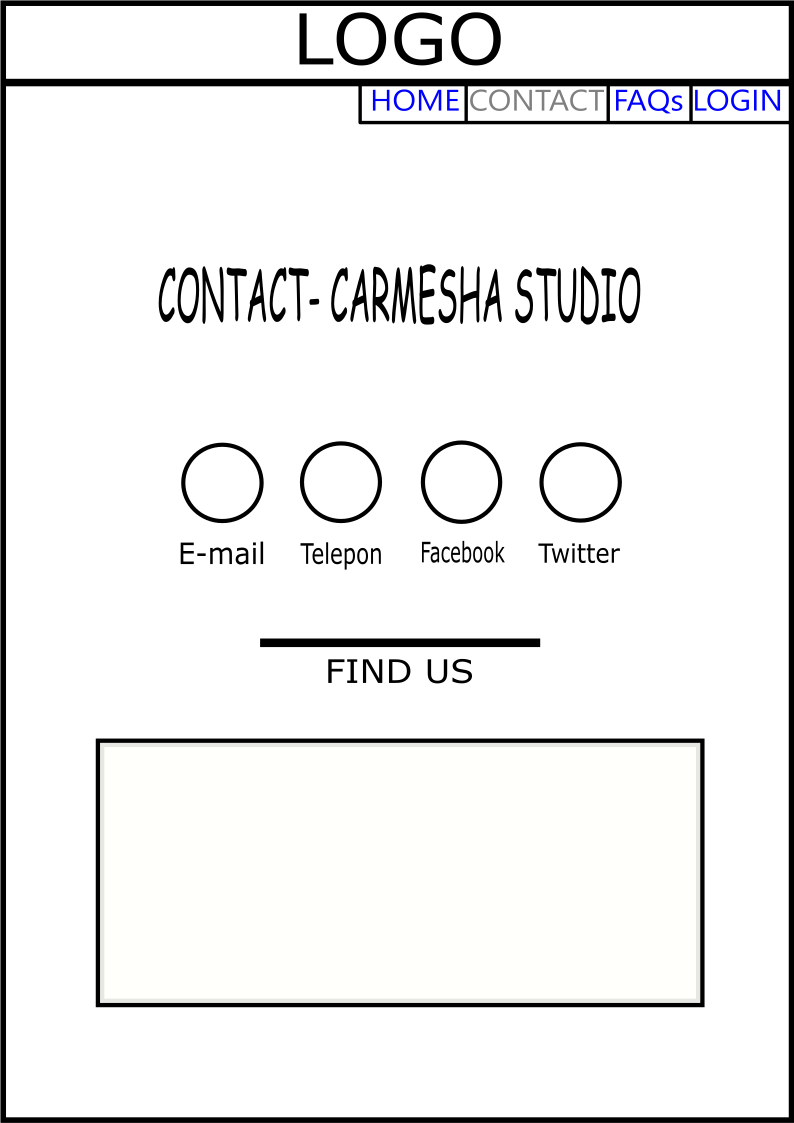 LOGO
HOME CONTACT FAQs LOGIN
CONTACT- CARMESHA STUDIO
E-mail Telepon Facebook Twitter
FIND US